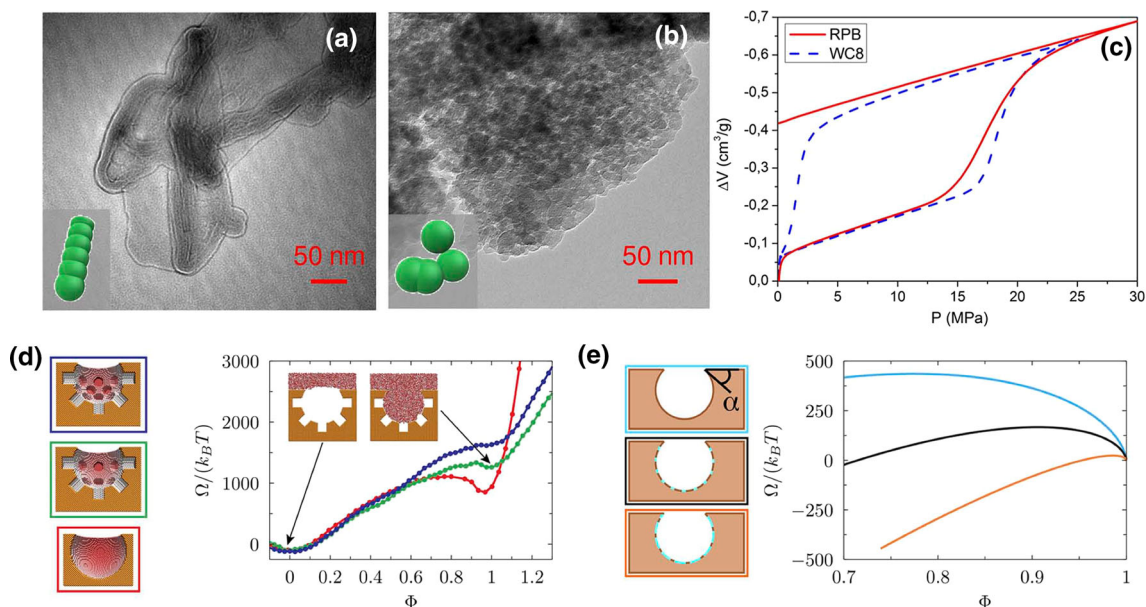 (a)
50 nm
(b)
50 nm
(c)
RPB
WC8
-0,7
-0,6
-0,5
-0,4
-0,3
-0,2
-0,1
0,0
ΔV (cm³/g)
0
5
10
15
20
25
30
P (MPa)
(d)
3000
2000
1000
0
Ω/(k_BT)
0
0.2
0.4
0.6
0.8
1
1.2
Φ
(e)
α
500
250
0
−250
−500
Ω/(k_BT)
0.7
0.8
0.9
1
Φ